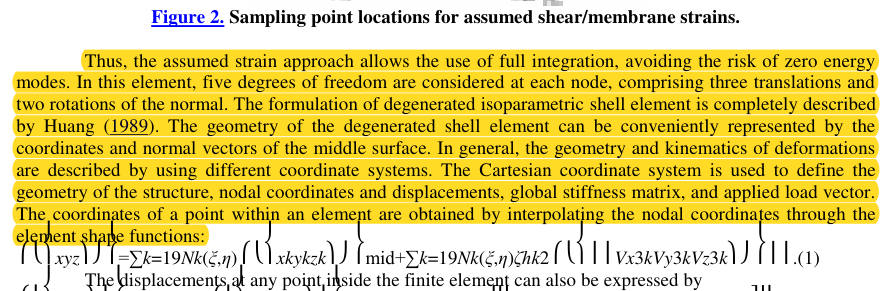 Figure 2. Sampling point locations for assumed shear/membrane strains.
Thus, the assumed strain approach allows the use of full integration, avoiding the risk of zero energy
modes. In this element, five degrees of freedom are considered at each node, comprising three translations and
two rotations of the normal. The formulation of degenerated isoparametric shell element is completely described
by Huang (1989). The geometry of the degenerated shell element can be conveniently represented by the
coordinates and normal vectors of the middle surface. In general, the geometry and kinematics of deformations
are described by using different coordinate systems. The Cartesian coordinate system is used to define the
geometry of the structure, nodal coordinates and displacements, global stiffness matrix, and applied load vector.
The coordinates of a point within an element are obtained by interpolating the nodal coordinates through the
element shape functions:
⎧⎩⎨xyz⎫⎭⎬=∑k=19Nk(ξ,η)⎧⎩⎨xkykzk⎫⎭⎬mid+∑k=19Nk(ξ,η)ζhk2⎧⎩⎨||Vx3kVy3kVz3k⎫⎭⎬||.(1)
The displacements at any point inside the finite element can also be expressed by